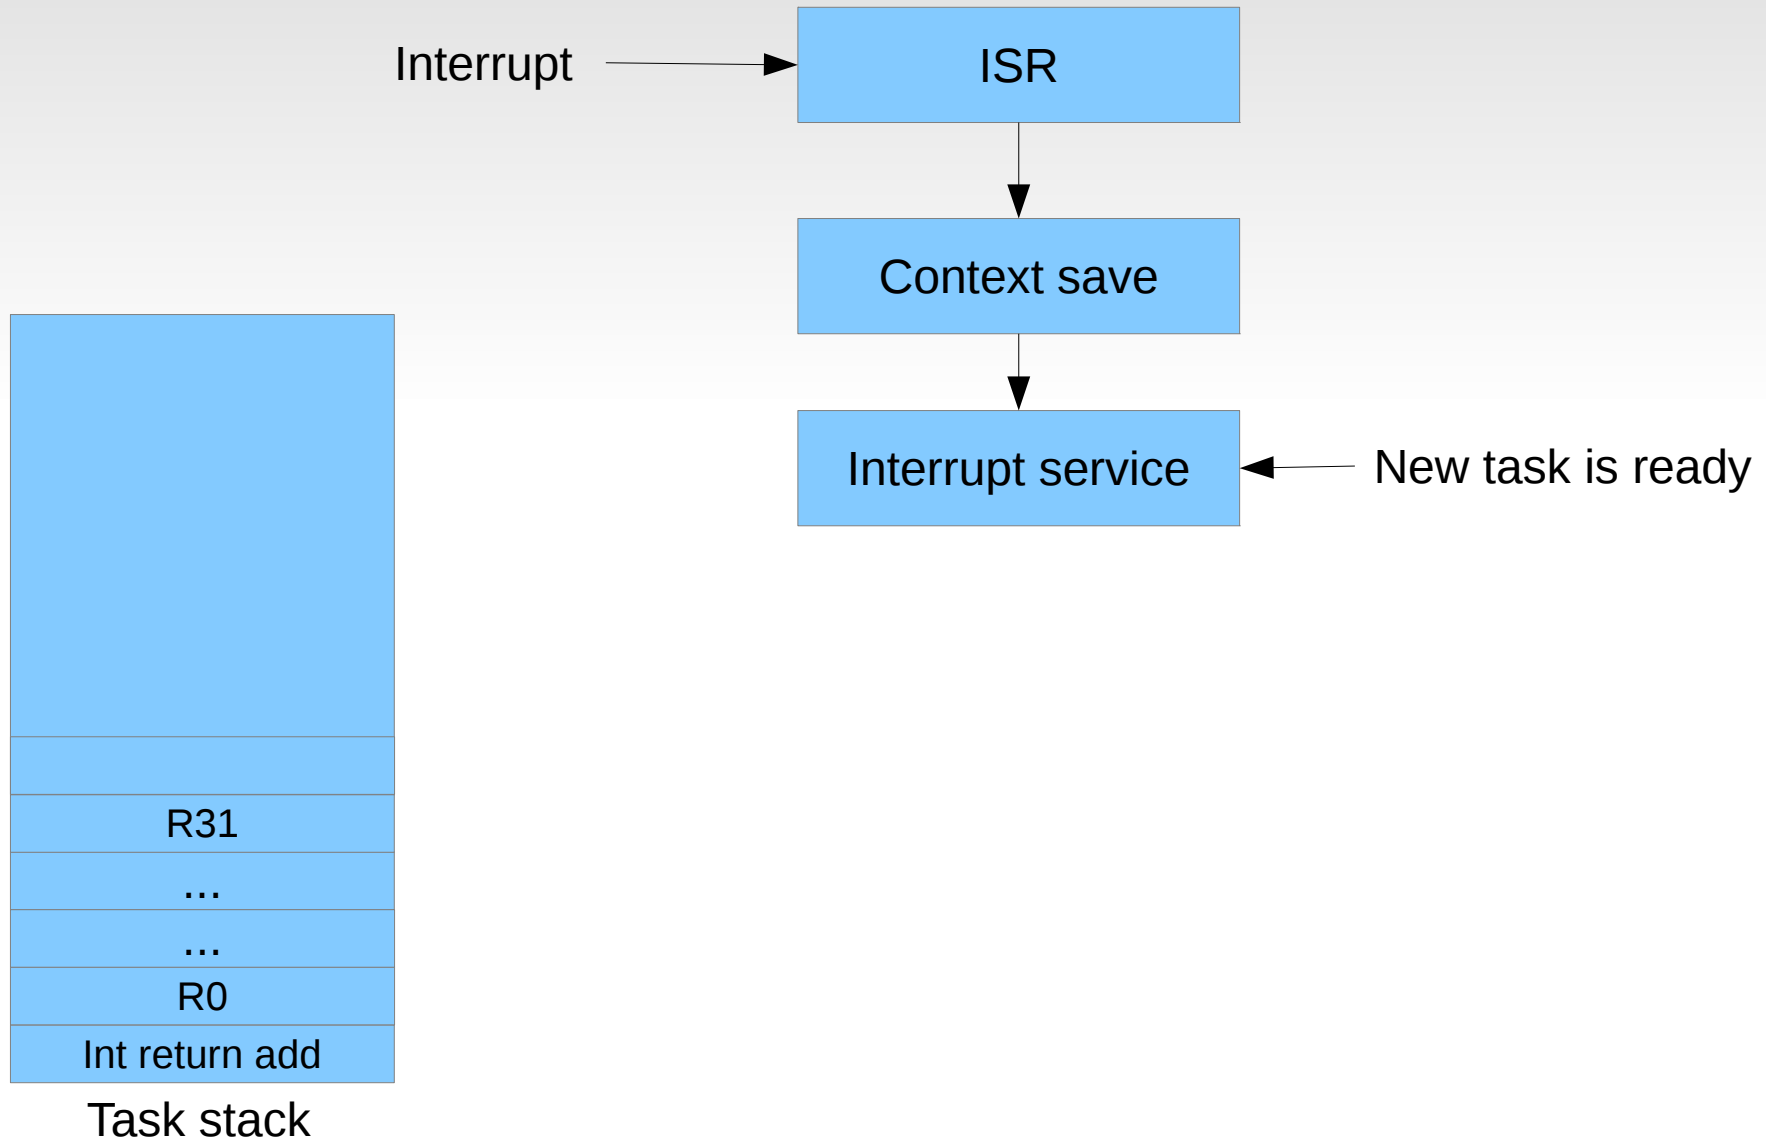 Interrupt
ISR
Context save
Interrupt service
New task is ready
R31
...
...
R0
Int return add
Task stack